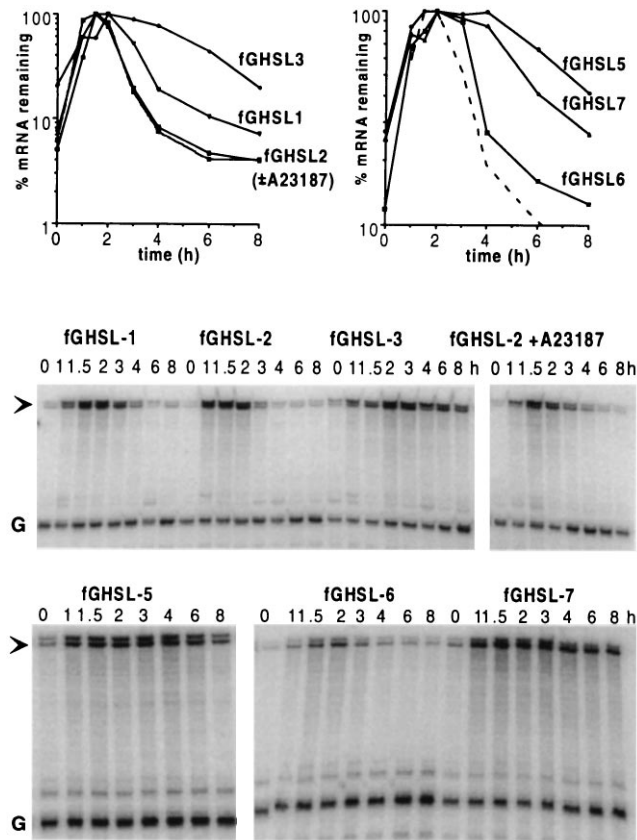 100
10
1
% mRNA remaining
fGHSL3
fGHSL1
fGHSL2
(±A23187)
0 2 4 6 8
time (h)
100
10
% mRNA remaining
fGHSL5
fGHSL7
fGHSL6
0 2 4 6 8
time (h)
fGHSL-1 fGHSL-2 fGHSL-3 fGHSL-2 +A23187
0 1 1.5 2 3 4 6 8 0 1 1.5 2 3 4 6 8 0 1 1.5 2 3 4 6 8 h 0 1 1.5 2 3 4 6 8 h
G
fGHSL-5 fGHSL-6 fGHSL-7
0 1 1.5 2 3 4 6 8 0 1 1.5 2 3 4 6 8 0 1 1.5 2 3 4 6 8 h
G